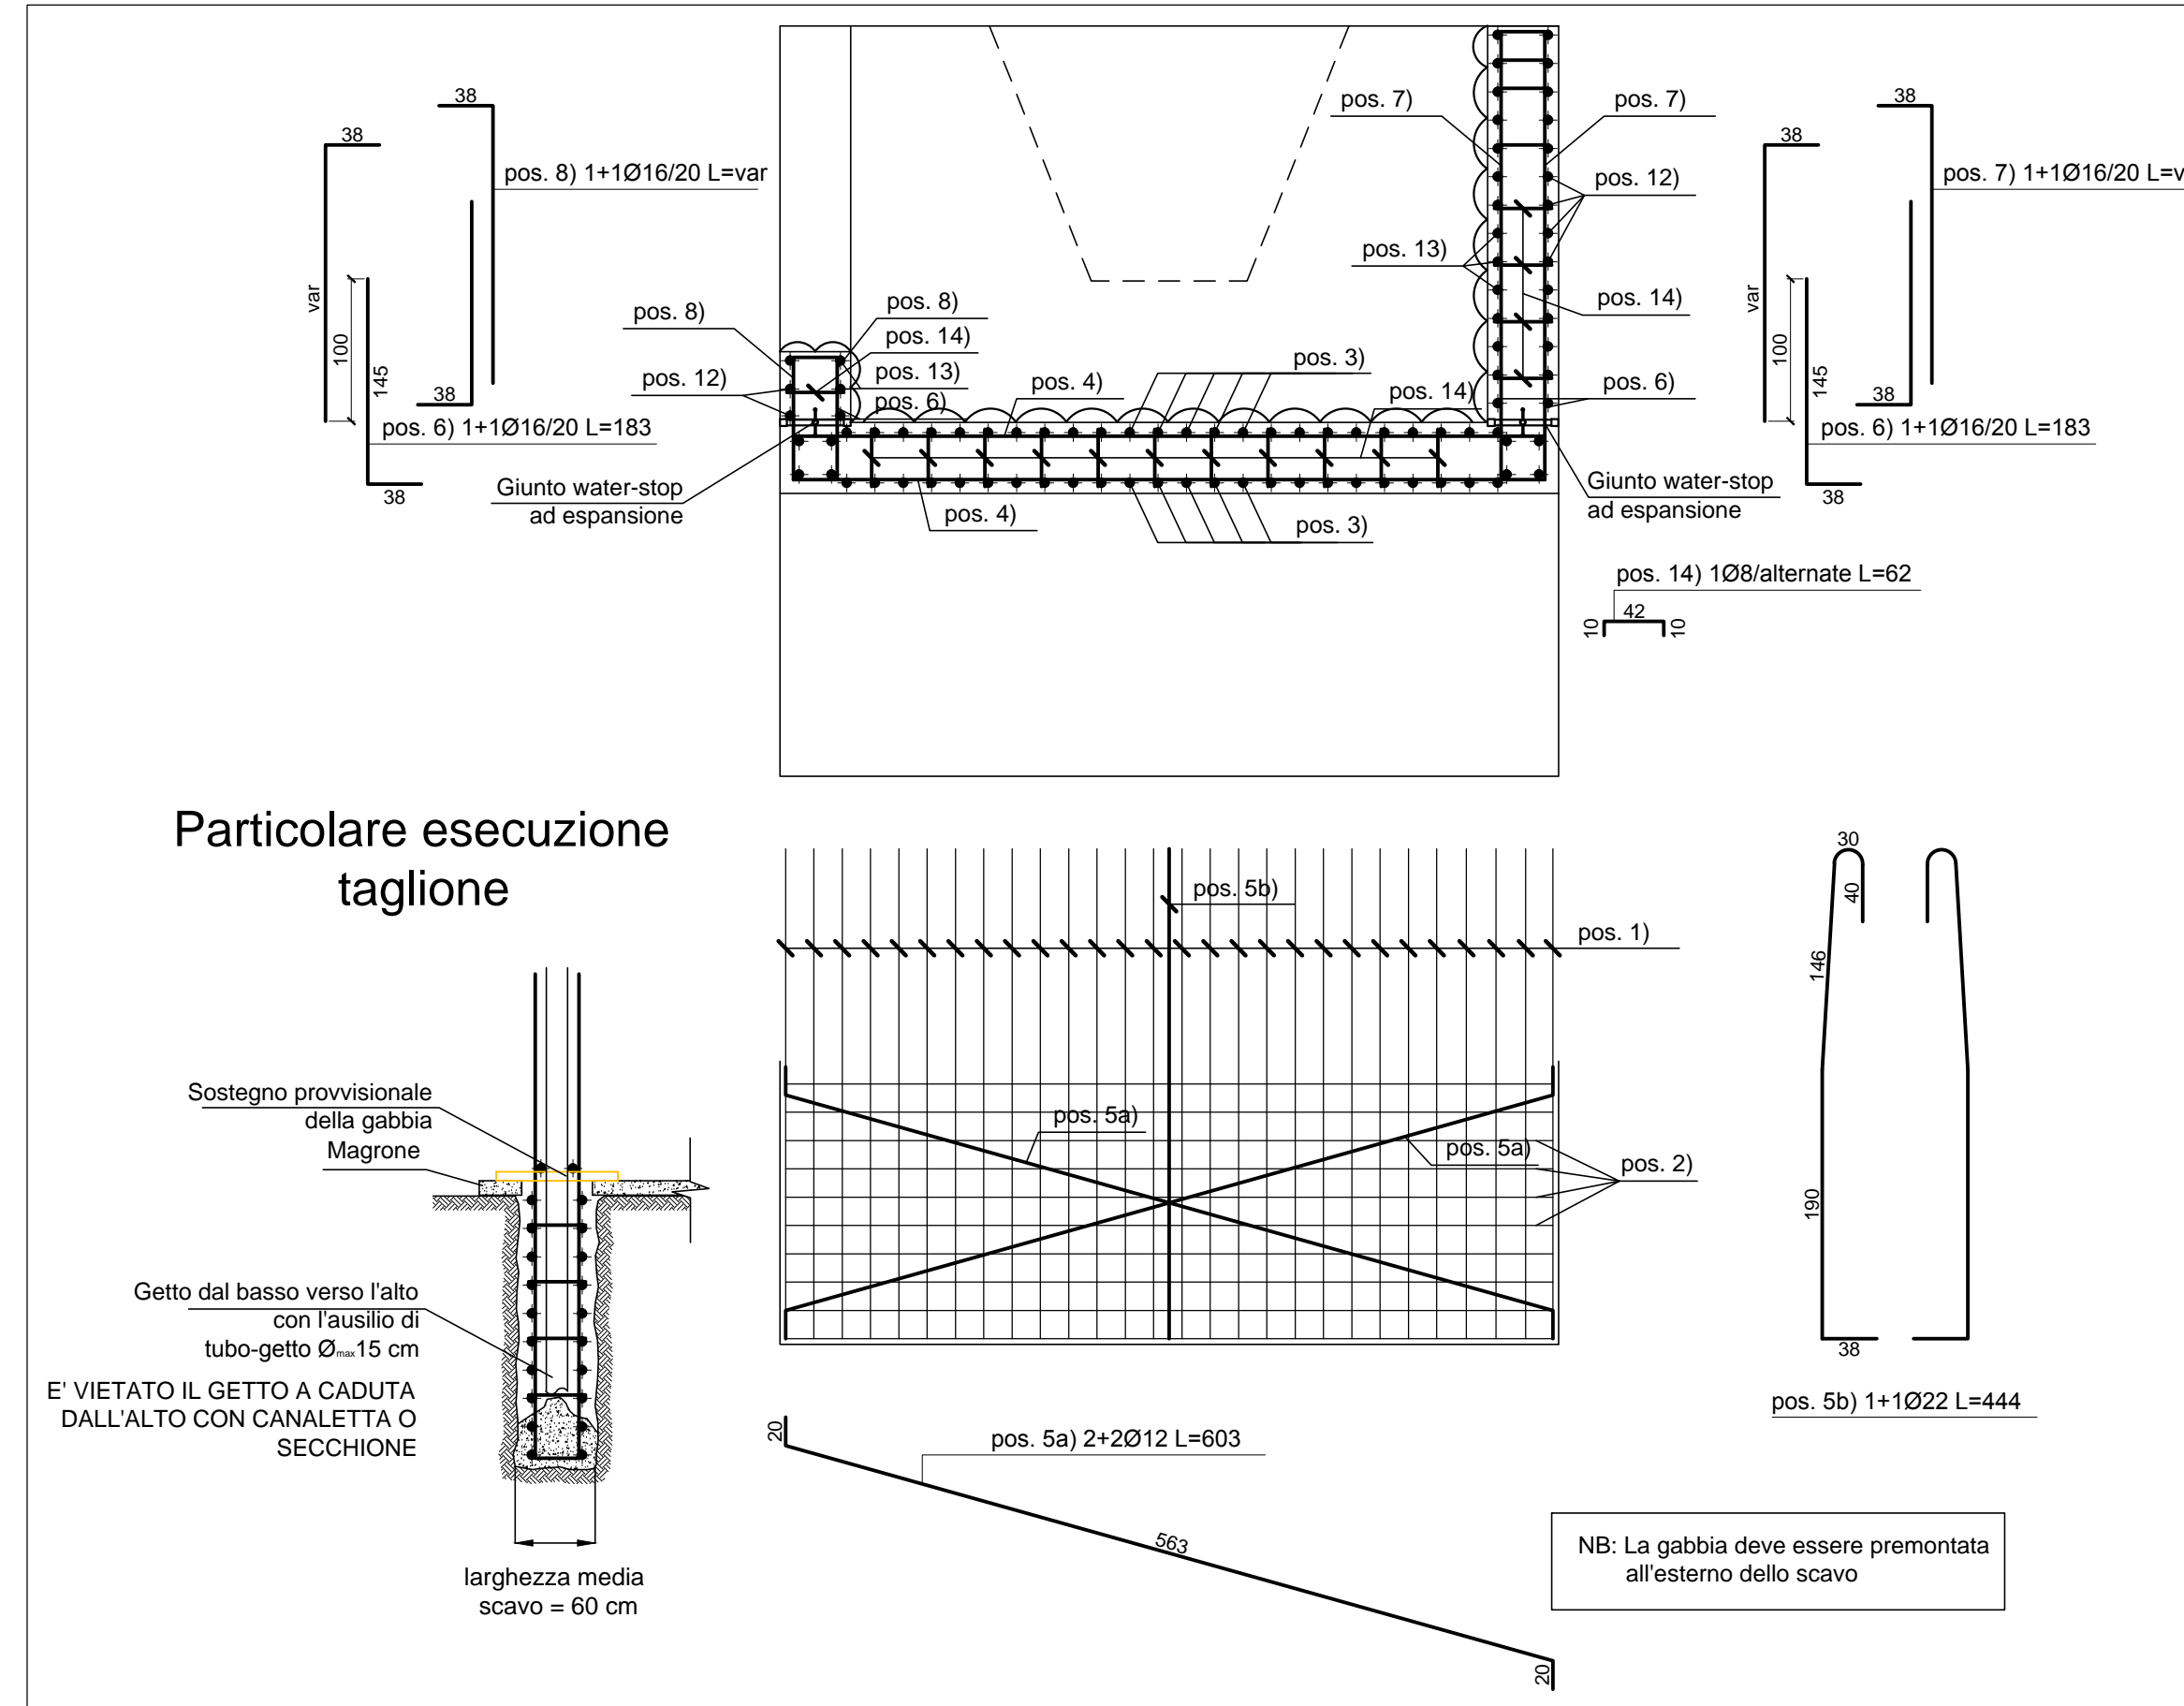 38
38
pos. 8) 1+1Ø16/20 L=var
var
100
145
38
pos. 6) 1+1Ø16/20 L=183
38
pos. 7)
pos. 7)
pos. 12)
pos. 13)
pos. 14)
pos. 8)
pos. 8)
pos. 14)
pos. 12)
pos. 13)
pos. 6)
pos. 3)
pos. 4)
pos. 14)
pos. 6)
Giunto water-stop
ad espansione
pos. 4)
pos. 3)
Giunto water-stop
ad espansione
38
38
pos. 7) 1+1Ø16/20 L=v
var
100
145
38
pos. 6) 1+1Ø16/20 L=183
38
pos. 14) 1Ø8/alternate L=62
10
42
10
Particolare esecuzione
taglione
Sostegno provvisionale
della gabbia
Magrone
Getto dal basso verso l'alto
con l'ausilio di
tubo-getto Ømax15 cm
E' VIETATO IL GETTO A CADUTA
DALL'ALTO CON CANALETTA O
SECCHIONE
larghezza media
scavo = 60 cm
pos. 5b)
pos. 1)
pos. 5a)
pos. 5a)
pos. 2)
30
40
146
190
38
pos. 5b) 1+1Ø22 L=444
20
pos. 5a) 2+2Ø12 L=603
563
20
NB: La gabbia deve essere premontata
all'esterno dello scavo